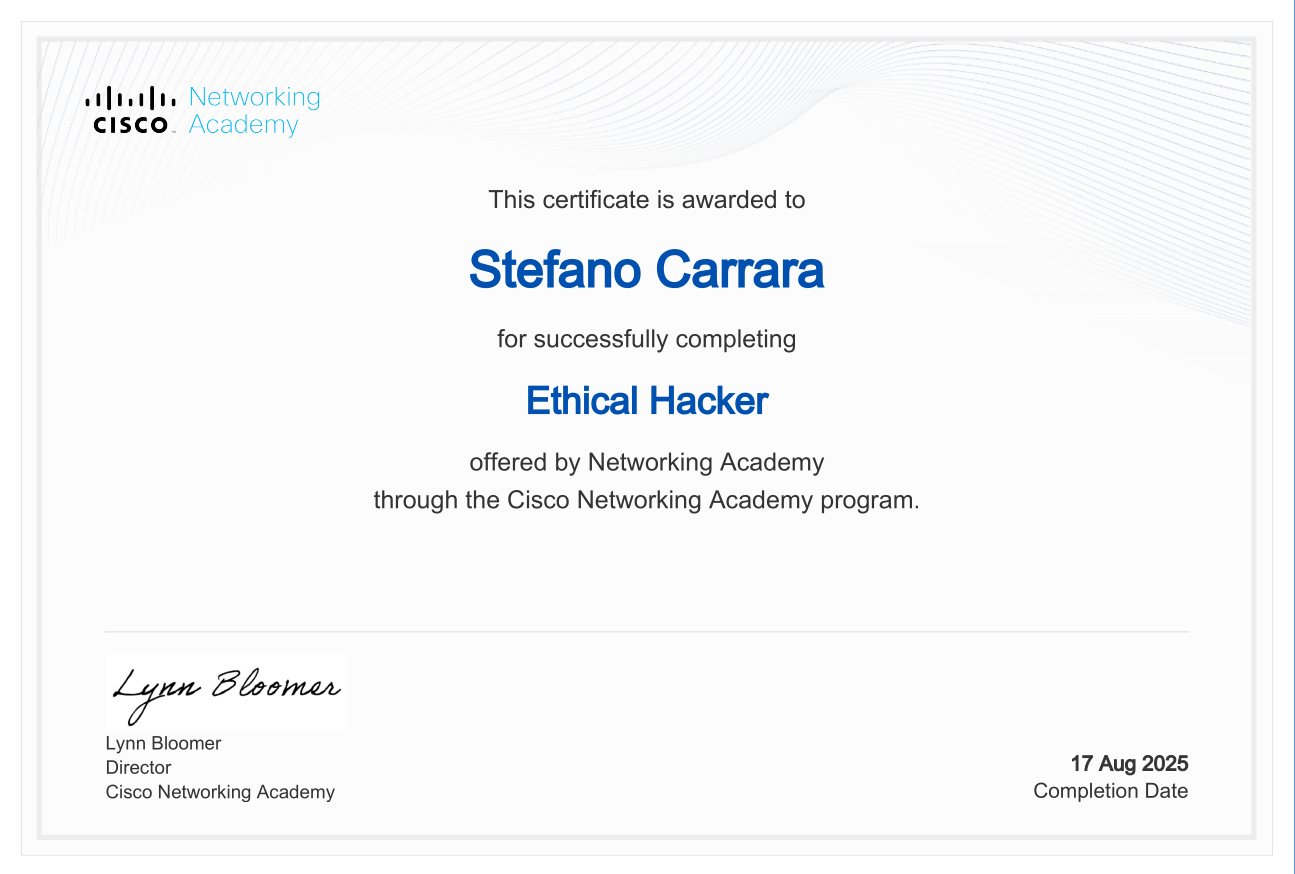 Networking
CISCO Academy
This certificate is awarded to
Stefano Carrara
for successfully completing
Ethical Hacker
offered by Networking Academy
through the Cisco Networking Academy program.
Lynn Bloomer
Lynn Bloomer
Director
Cisco Networking Academy
17 Aug 2025
Completion Date